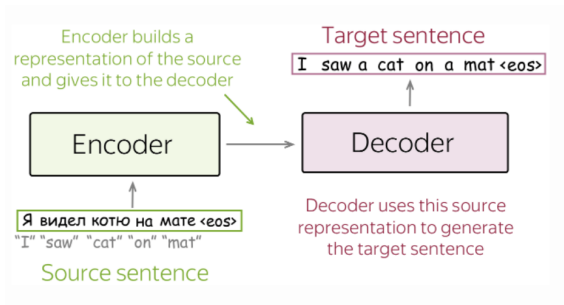 Encoder builds a
representation of the source
and gives it to the decoder
Target sentence
I saw a cat on a mat <eos>
Encoder
Decoder
Я видел котю на мате <eos>
"I" "saw" "cat" "on" "mat"
Source sentence
Decoder uses this source
representation to generate
the target sentence